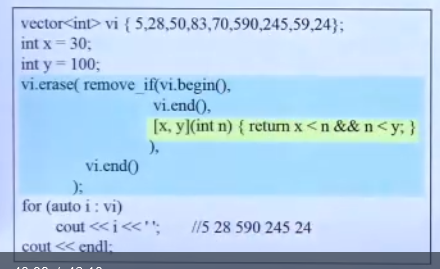 vector<int> vi { 5,28,50,83,70,590,245,59,24};
int x = 30;
int y = 100;
vi.erase( remove_if(vi.begin(),
vi.end(),
[x, y](int n) { return x < n && n < y; }
),
vi.end()
);
for (auto i : vi)
cout << i << ' '; //5 28 590 245 24
cout << endl;